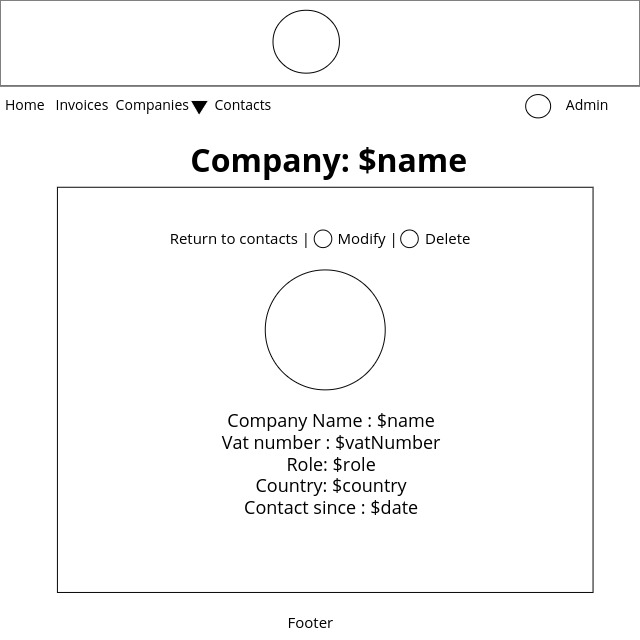 Home Invoices Companies Contacts Admin
Company: $name
Return to contacts | Modify | Delete
Company Name : $name
Vat number : $vatNumber
Role: $role
Country: $country
Contact since : $date
Footer